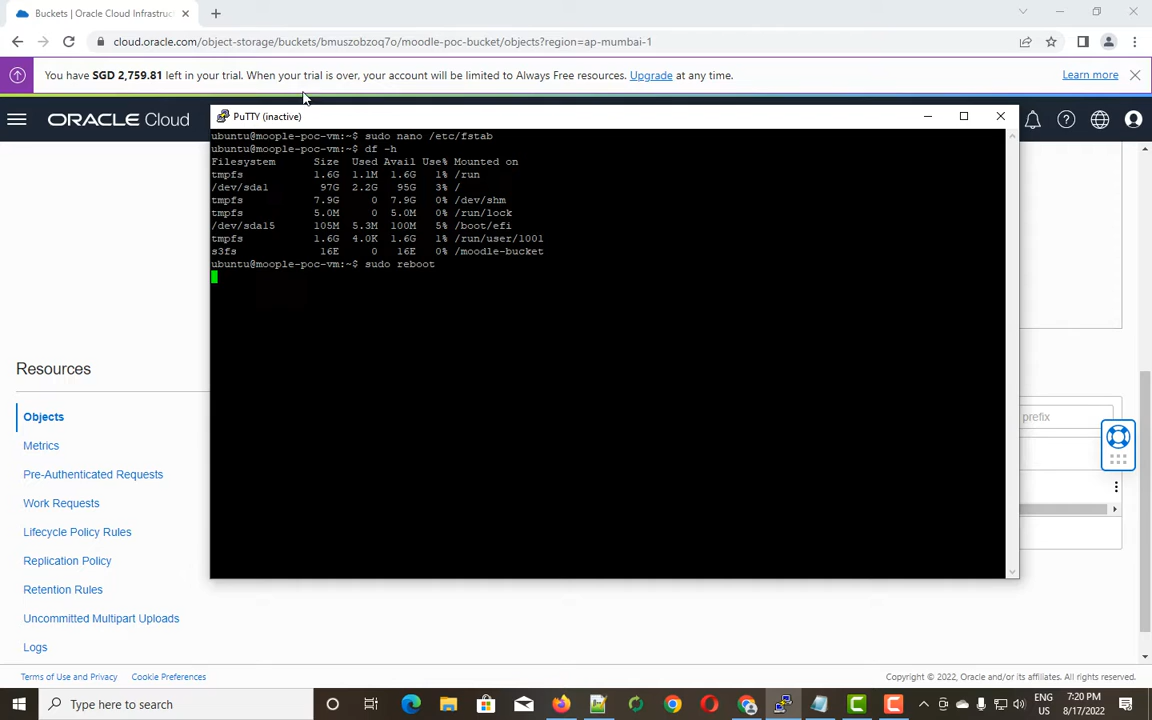 Buckets | Oracle Cloud Infrastruc
cloud.oracle.com/object-storage/buckets/bmuszobzoq7o/moodle-poc-bucket/objects?region=ap-mumbai-1
You have SGD 2,759.81 left in your trial. When your trial is over, your account will be limited to Always Free resources. Upgrade at any time.
Learn more
ORACLE Cloud
PuTTY (inactive)
ubuntu@moople-poc-vm:~$ sudo nano /etc/fstab
ubuntu@moople-poc-vm:~$ df -h
Filesystem Size Used Avail Use% Mounted on
tmpfs 1.6G 1.1M 1.6G 1% /run
/dev/sda1 97G 2.2G 95G 3% /
tmpfs 7.9G 0 7.9G 0% /dev/shm
tmpfs 5.0M 0 5.0M 0% /run/lock
/dev/sda15 105M 5.3M 100M 5% /boot/efi
tmpfs 1.6G 4.0K 1.6G 1% /run/user/1001
s3fs 16E 0 16E 0% /moodle-bucket
ubuntu@moople-poc-vm:~$ sudo reboot
Resources
Objects
Metrics
Pre-Authenticated Requests
Work Requests
Lifecycle Policy Rules
Replication Policy
Retention Rules
Uncommitted Multipart Uploads
Logs
prefix
Terms of Use and Privacy
Cookie Preferences
Copyright © 2022, Oracle and/or its affiliates. All rights reserved.
Type here to search
ENG
US
7:20 PM
8/17/2022